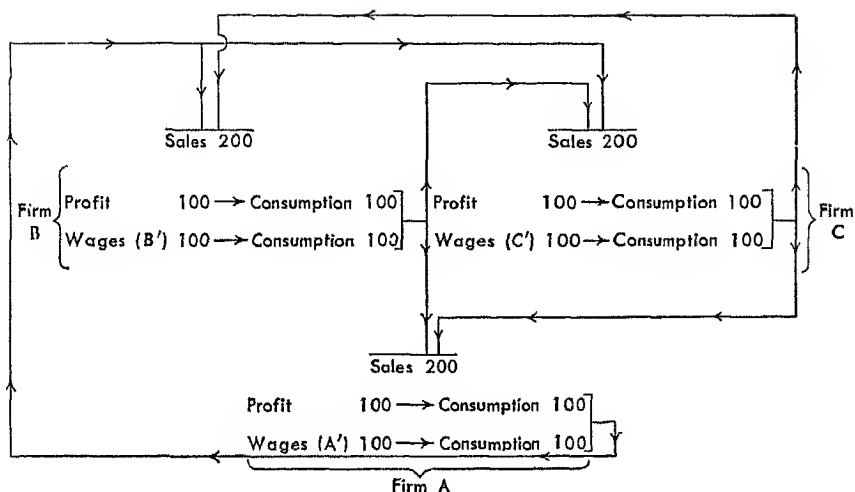 Sales 200
Sales 200
Firm B
Profit 100 → Consumption 100
Wages (B') 100 → Consumption 100
Profit 100 → Consumption 100
Wages (C') 100 → Consumption 100
Firm C
Sales 200
Profit 100 → Consumption 100
Wages (A') 100 → Consumption 100
Firm A